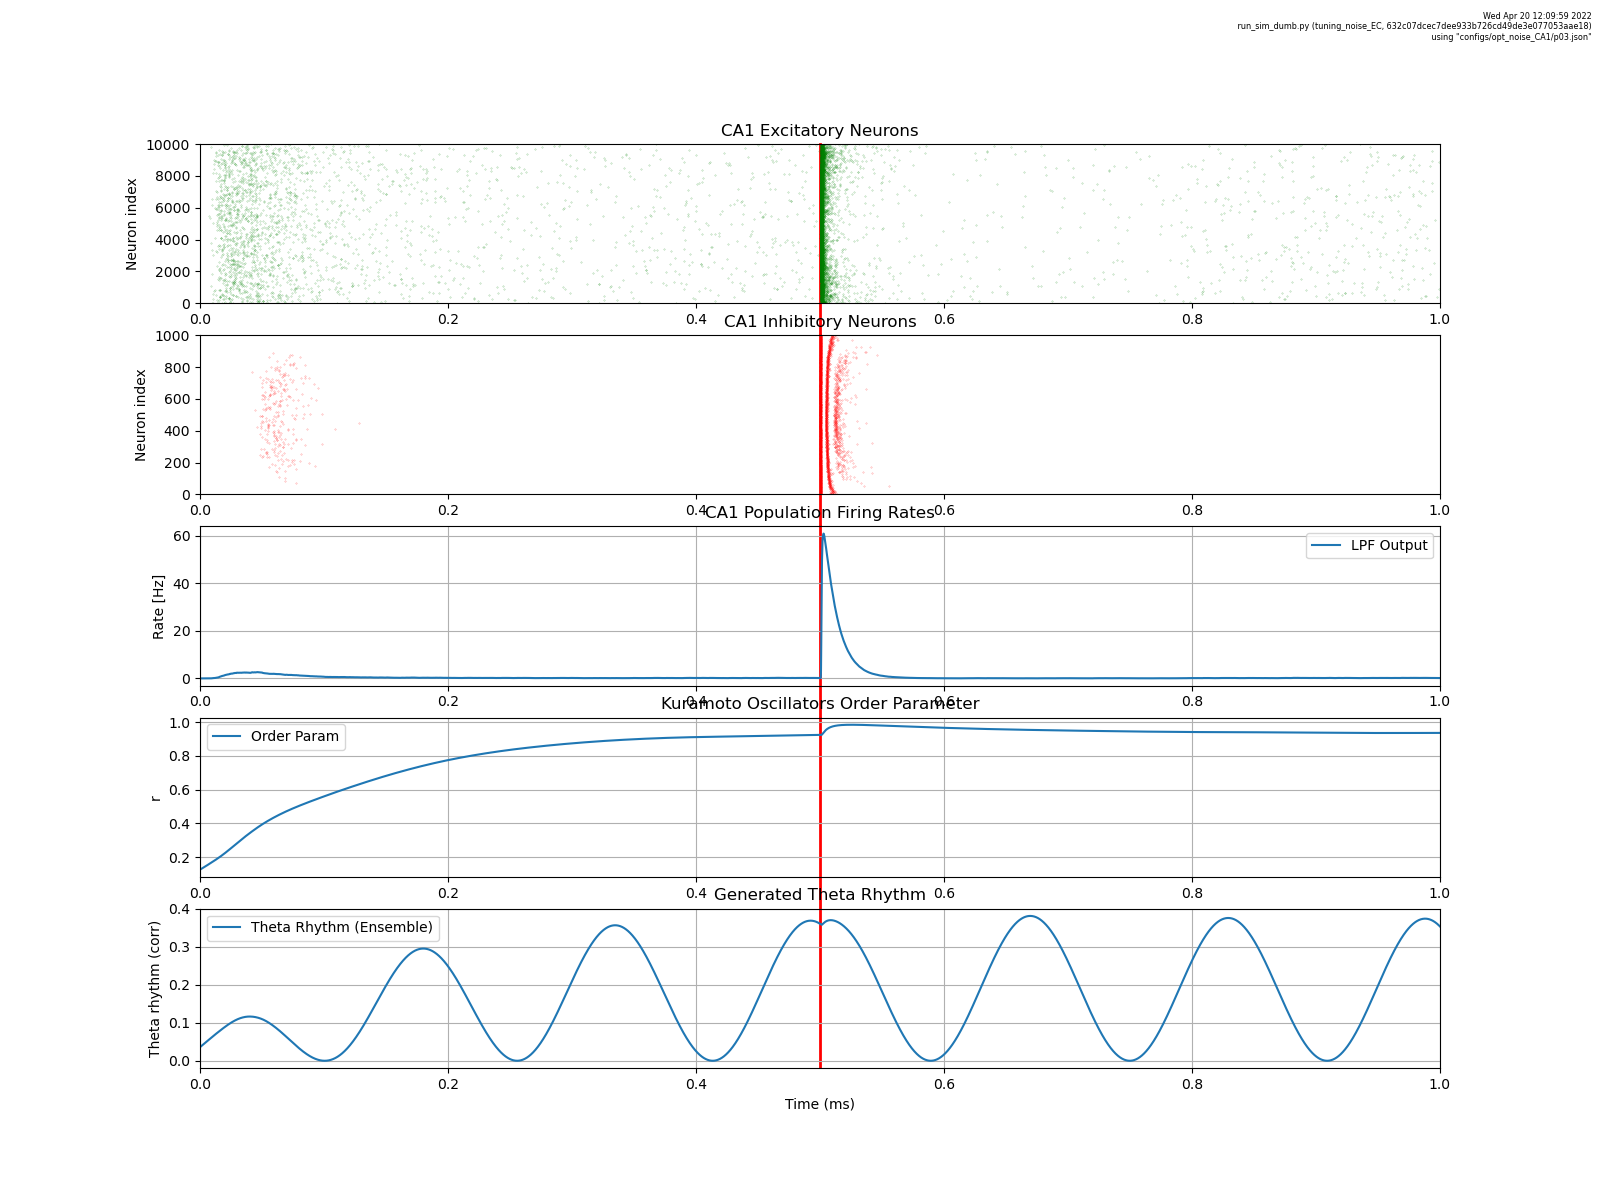 Wed Apr 20 12:09:59 2022
run_sim_dumb.py (tuning_noise_EC, 632c07dcec7dee933b726cd49de3e077053aae18)
using "configs/opt_noise_CA1/p03.json"
CA1 Excitatory Neurons
Neuron index
10000
8000
6000
4000
2000
0
0.0 0.2 0.4 0.6 0.8 1.0
CA1 Inhibitory Neurons
Neuron index
1000
800
600
400
200
0
0.0 0.2 0.4 0.6 0.8 1.0
CA1 Population Firing Rates
Rate [Hz]
60
40
20
0
LPF Output
0.0 0.2 0.4 0.6 0.8 1.0
Kuramoto Oscillators Order Parameter
r
1.0
0.8
0.6
0.4
0.2
Order Param
0.0 0.2 0.4 0.6 0.8 1.0
Generated Theta Rhythm
Theta rhythm (corr)
0.4
0.3
0.2
0.1
0.0
Theta Rhythm (Ensemble)
0.0 0.2 0.4 0.6 0.8 1.0
Time (ms)